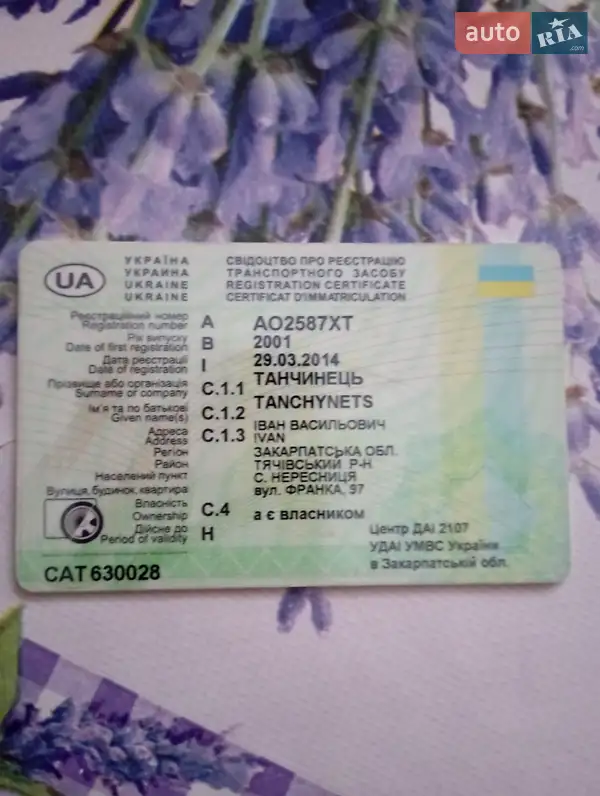 auto RIA .com
УКРАЇНА СВІДОЦТВО ПРО РЕЄСТРАЦІЮ
УКРАИНА ТРАНСПОРТНОГО ЗАСОБУ
UA UKRAINE REGISTRATION CERTIFICATE
UKRAINE CERTIFICAT D'IMMATRICULATION
Реєстраційний номер
Registration number A AO2587XT
Рік випуску
Date of first registration B 2001
Дата реєстрації
Date of registration I 29.03.2014
Прізвище або організація
Surname or company C.1.1 ТАНЧИНЕЦЬ
TANCHYNETS
Ім'я та по батькові
Given name(s) C.1.2 ІВАН ВАСИЛЬОВИЧ
IVAN
Адреса
Address C.1.3
Регіон ЗАКАРПАТСЬКА ОБЛ.
Район ТЯЧІВСЬКИЙ Р-Н
Населений пункт С. НЕРЕСНИЦЯ
Вулиця, будинок, квартира вул. ФРАНКА, 97
Власність
Ownership C.4 а є власником
Дійсне до
Period of validity H
Центр ДАІ 2107
УДАІ УМВС України
в Закарпатській обл.
САТ 630028